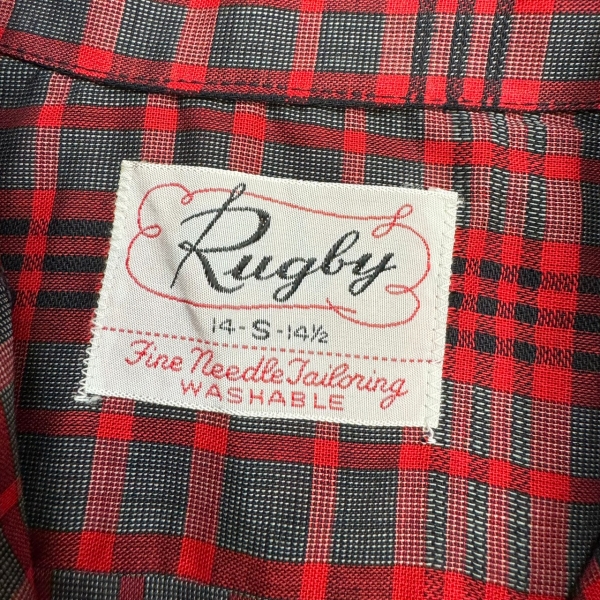 Rugby
14-S-14½
Fine Needle Tailoring
WASHABLE